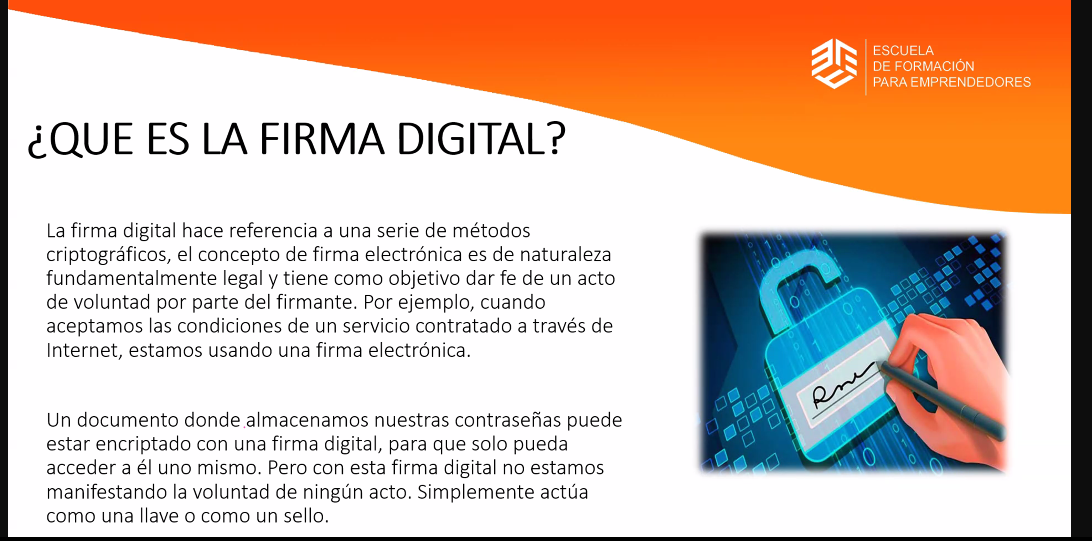 ESCUELA
DE FORMACIÓN
PARA EMPRENDEDORES
¿QUE ES LA FIRMA DIGITAL?
La firma digital hace referencia a una serie de métodos
criptográficos, el concepto de firma electrónica es de naturaleza
fundamentalmente legal y tiene como objetivo dar fe de un acto
de voluntad por parte del firmante. Por ejemplo, cuando
aceptamos las condiciones de un servicio contratado a través de
Internet, estamos usando una firma electrónica.
Un documento donde almacenamos nuestras contraseñas puede
estar encriptado con una firma digital, para que solo pueda
acceder a él uno mismo. Pero con esta firma digital no estamos
manifestando la voluntad de ningún acto. Simplemente actúa
como una llave o como un sello.